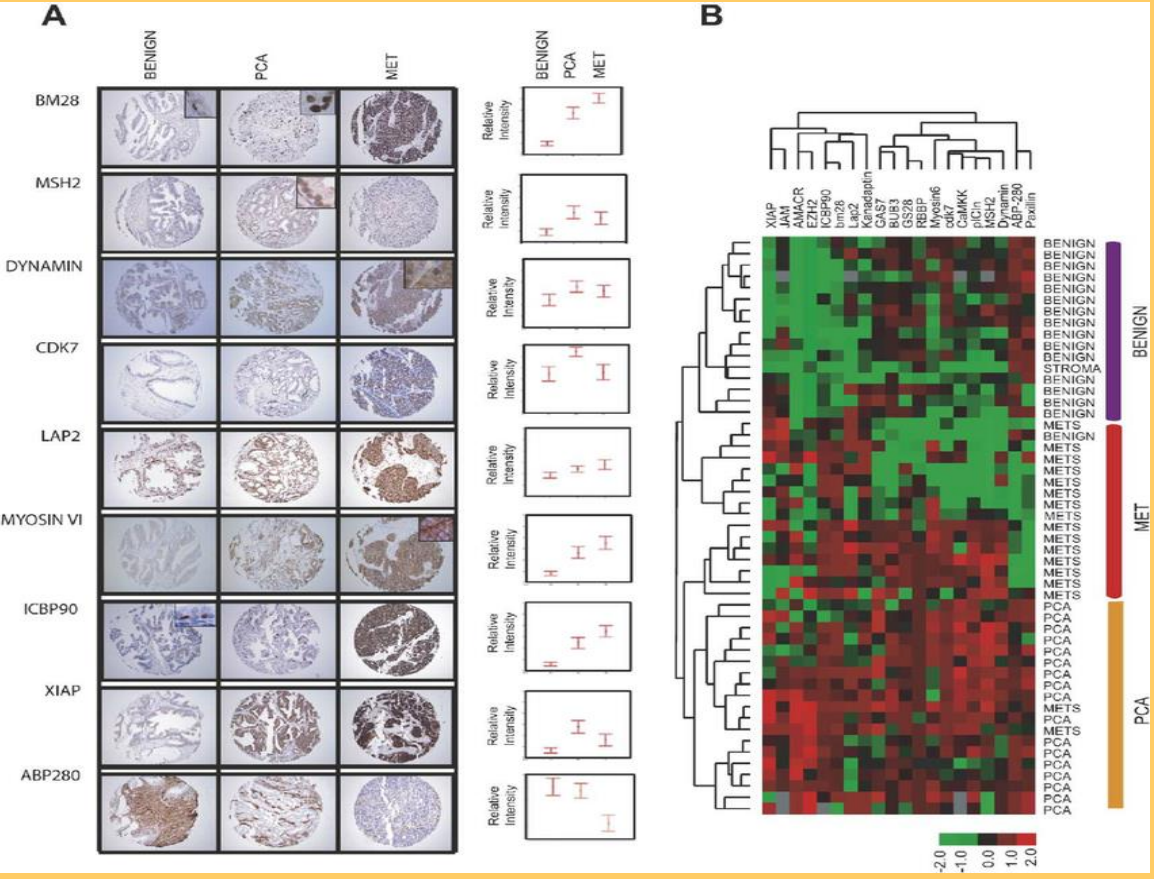 A
BENIGN
PCA
MET
BENIGN
PCA
MET
BM28
Relative
Intensity
MSH2
Relative
Intensity
DYNAMIN
Relative
Intensity
CDK7
Relative
Intensity
LAP2
Relative
Intensity
MYOSIN VI
Relative
Intensity
ICBP90
Relative
Intensity
XIAP
Relative
Intensity
ABP280
Relative
Intensity
B
XIAP
JAM
AMACR
EZH2
ICBP90
bm28
Lap2
Kanadaptin
GAS7
BUB3
GS28
RBBP
Myosin6
cdk7
CaMKK
pICln
MSH2
Dynamin
ABP-280
Paxillin
BENIGN
BENIGN
BENIGN
BENIGN
BENIGN
BENIGN
BENIGN
BENIGN
BENIGN
BENIGN
BENIGN
STROMA
BENIGN
BENIGN
BENIGN
BENIGN
METS
BENIGN
METS
METS
METS
METS
METS
METS
METS
METS
METS
METS
METS
METS
METS
METS
PCA
PCA
PCA
PCA
PCA
PCA
PCA
PCA
PCA
METS
PCA
METS
PCA
PCA
PCA
PCA
PCA
PCA
PCA
BENIGN
MET
PCA
-2.0
-1.0
0.0
1.0
2.0